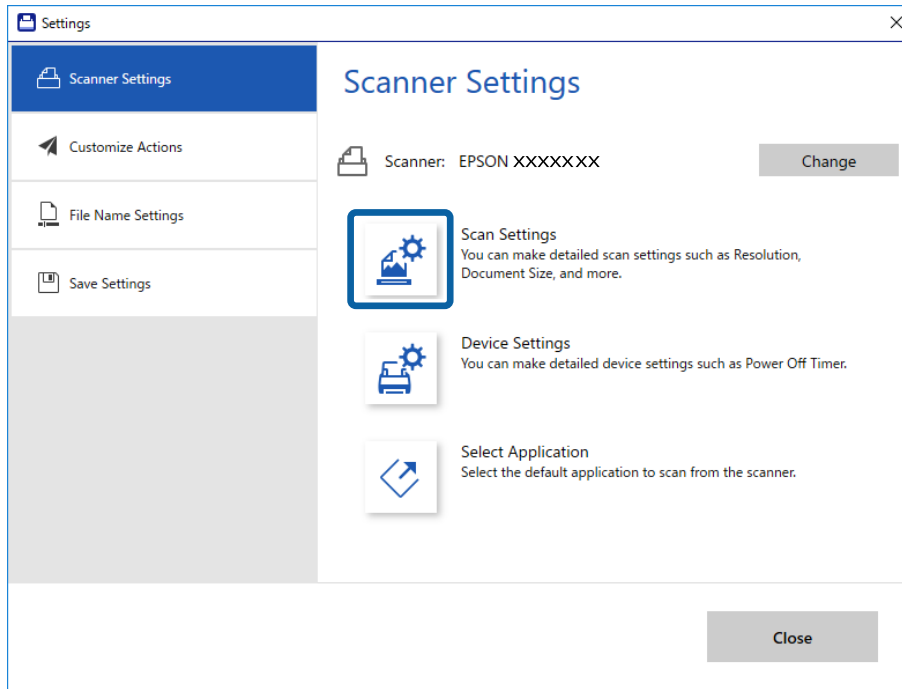 Settings
Scanner Settings
Customize Actions
File Name Settings
Save Settings
Scanner Settings
Scanner: EPSON XXXXXXX
Change
Scan Settings
You can make detailed scan settings such as Resolution,
Document Size, and more.
Device Settings
You can make detailed device settings such as Power Off Timer.
Select Application
Select the default application to scan from the scanner.
Close